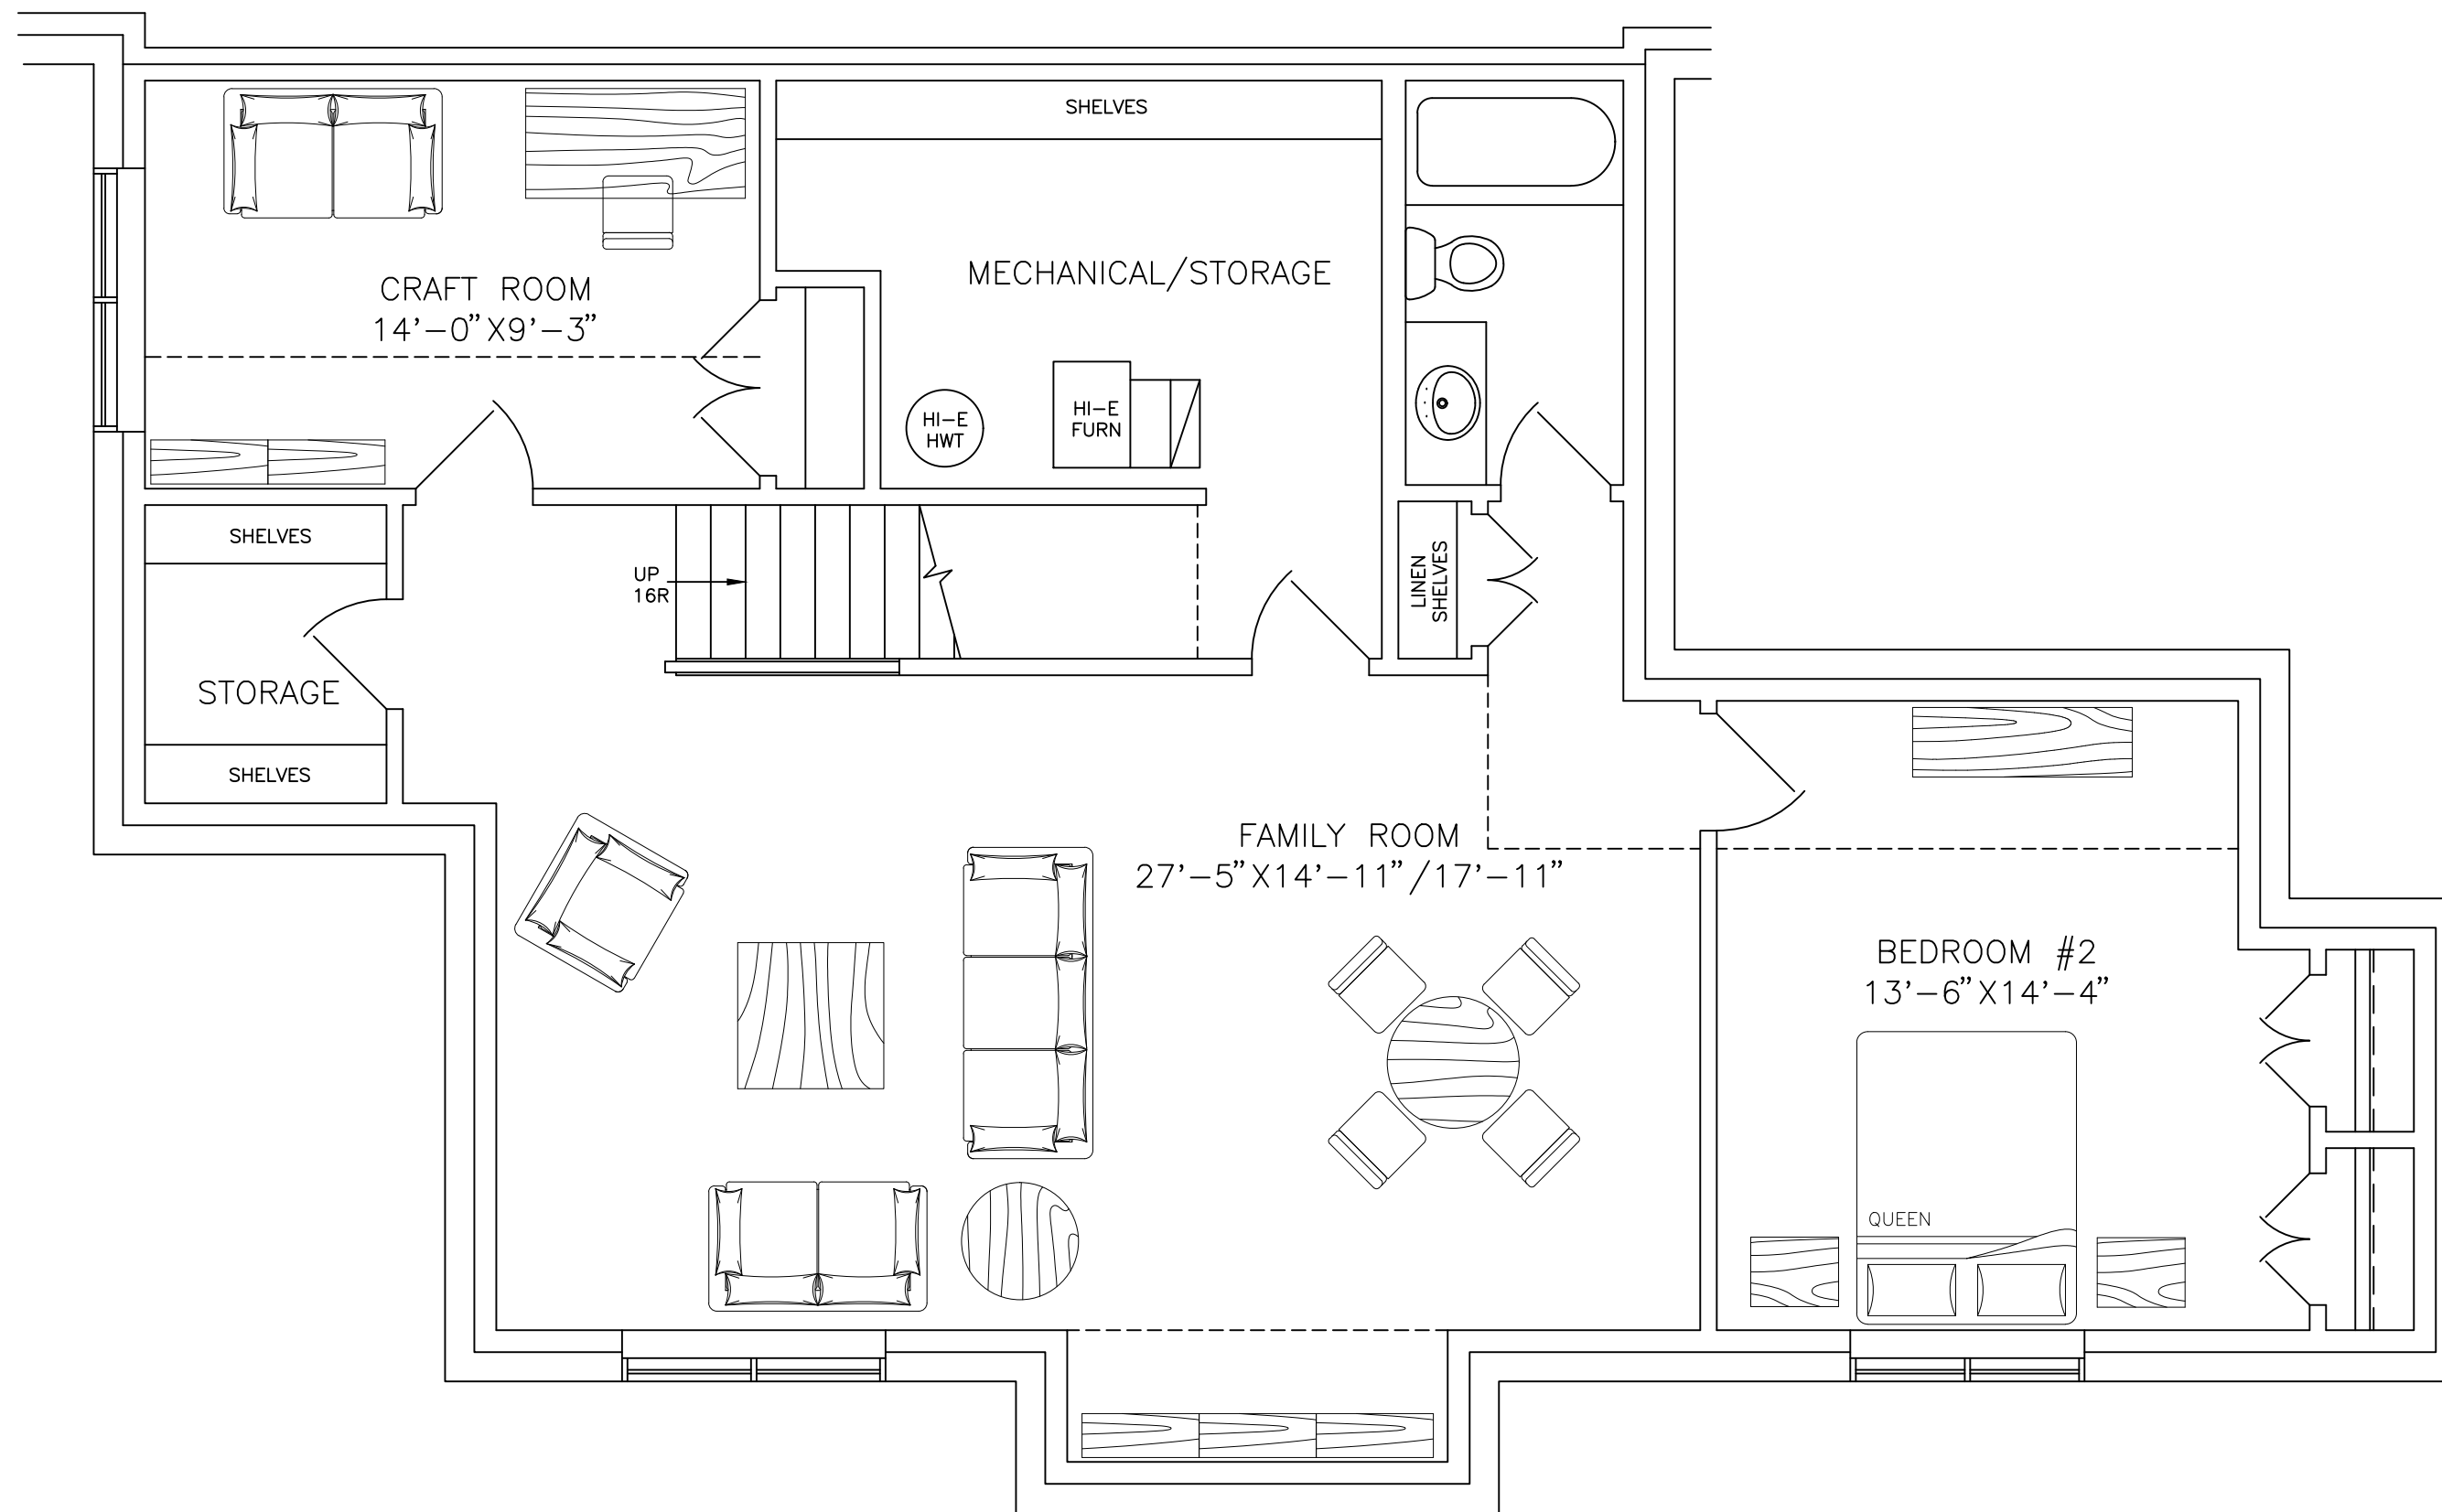 SHELVES
CRAFT ROOM
14'-0"X9'-3"
MECHANICAL/STORAGE
HI-E
HWT
HI-E
FURN
SHELVES
UP
16R
LINEN
SHELVES
STORAGE
SHELVES
FAMILY ROOM
27'-5"X14'-11"/17'-11"
BEDROOM #2
13'-6"X14'-4"
QUEEN